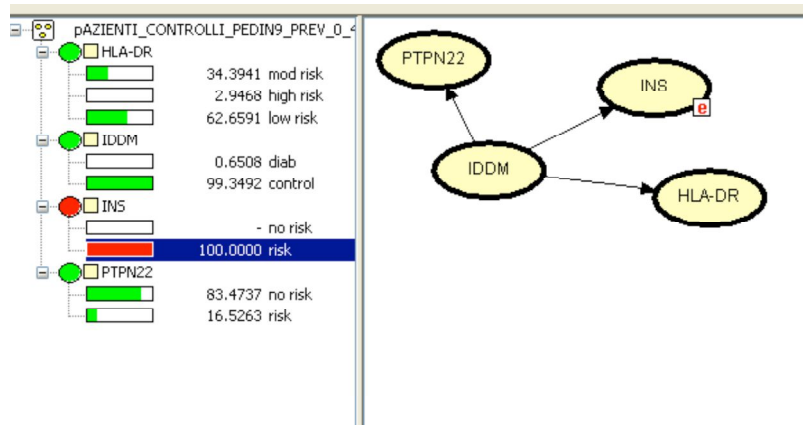 pAZIENTI_CONTROLLI_PEDIN9_PREV_0_4
HLA-DR
34.3941 mod risk
2.9468 high risk
62.6591 low risk
IDDM
0.6508 diab
99.3492 control
INS
- no risk
100.0000 risk
PTPN22
83.4737 no risk
16.5263 risk
PTPN22
INS
e
IDDM
HLA-DR